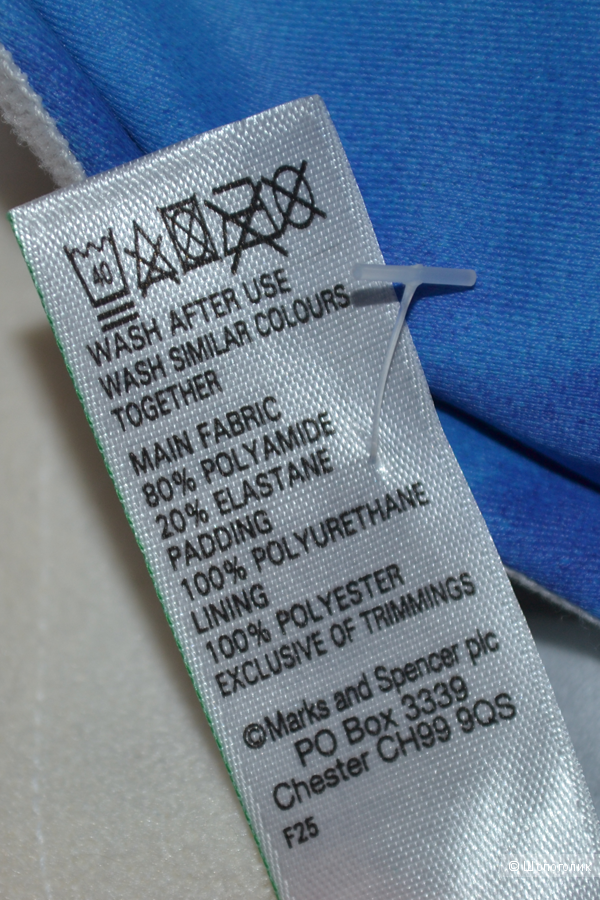 40
WASH AFTER USE
WASH SIMILAR COLOURS
TOGETHER
MAIN FABRIC
80% POLYAMIDE
20% ELASTANE
PADDING
100% POLYURETHANE
LINING
100% POLYESTER
EXCLUSIVE OF TRIMMINGS
©Marks and Spencer plc
PO Box 3339
Chester CH99 9QS
F25
© Шопоголик